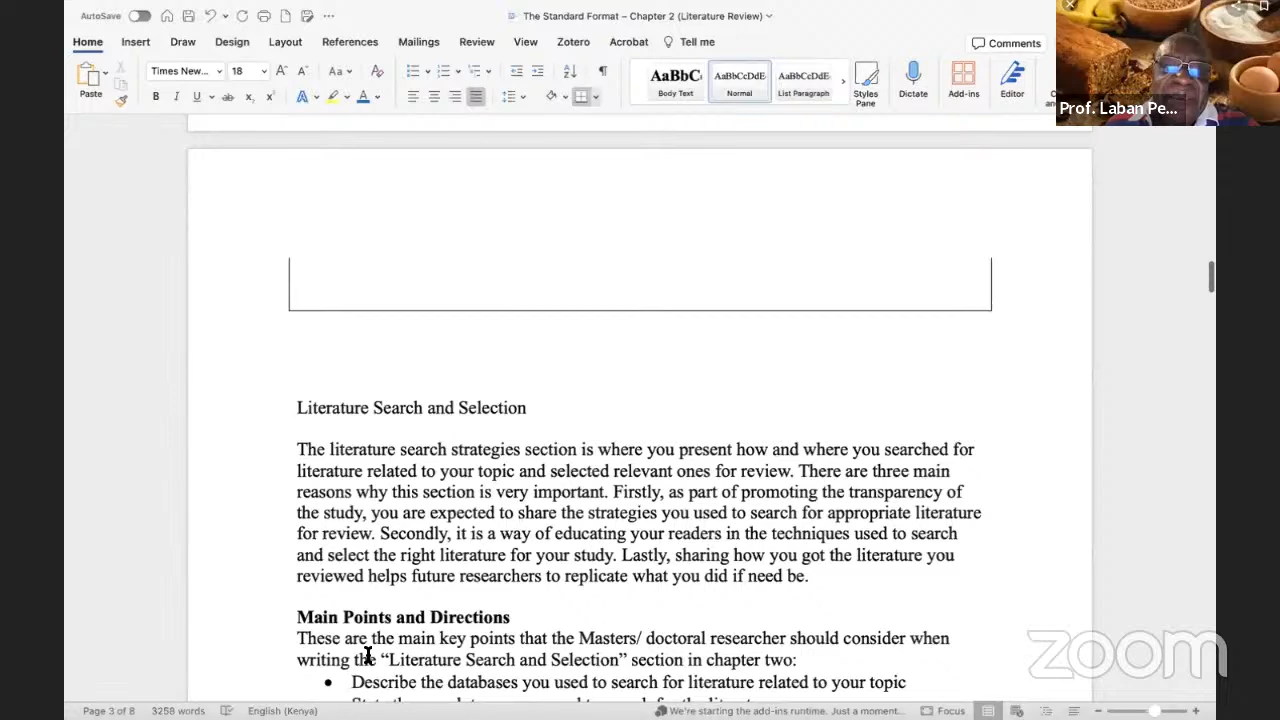 AutoSave
The Standard Format – Chapter 2 (Literature Review)
Home Insert Draw Design Layout References Mailings Review View Zotero Acrobat Tell me
Comments
Paste
Times New... 18
Aa
B I U ab x x A A
AaBbC AaBbCcDdE AaBbCcDdE
Body Text Normal List Paragraph
Styles Pane
Dictate
Add-ins
Editor
Prof. Laban Pe...
Literature Search and Selection
The literature search strategies section is where you present how and where you searched for
literature related to your topic and selected relevant ones for review. There are three main
reasons why this section is very important. Firstly, as part of promoting the transparency of
the study, you are expected to share the strategies you used to search for appropriate literature
for review. Secondly, it is a way of educating your readers in the techniques used to search
and select the right literature for your study. Lastly, sharing how you got the literature you
reviewed helps future researchers to replicate what you did if need be.
Main Points and Directions
These are the main key points that the Masters/ doctoral researcher should consider when
writing the “Literature Search and Selection” section in chapter two:
• Describe the databases you used to search for literature related to your topic
zoom
Page 3 of 8 3258 words English (Kenya) We're starting the add-ins runtime. Just a moment... Focus